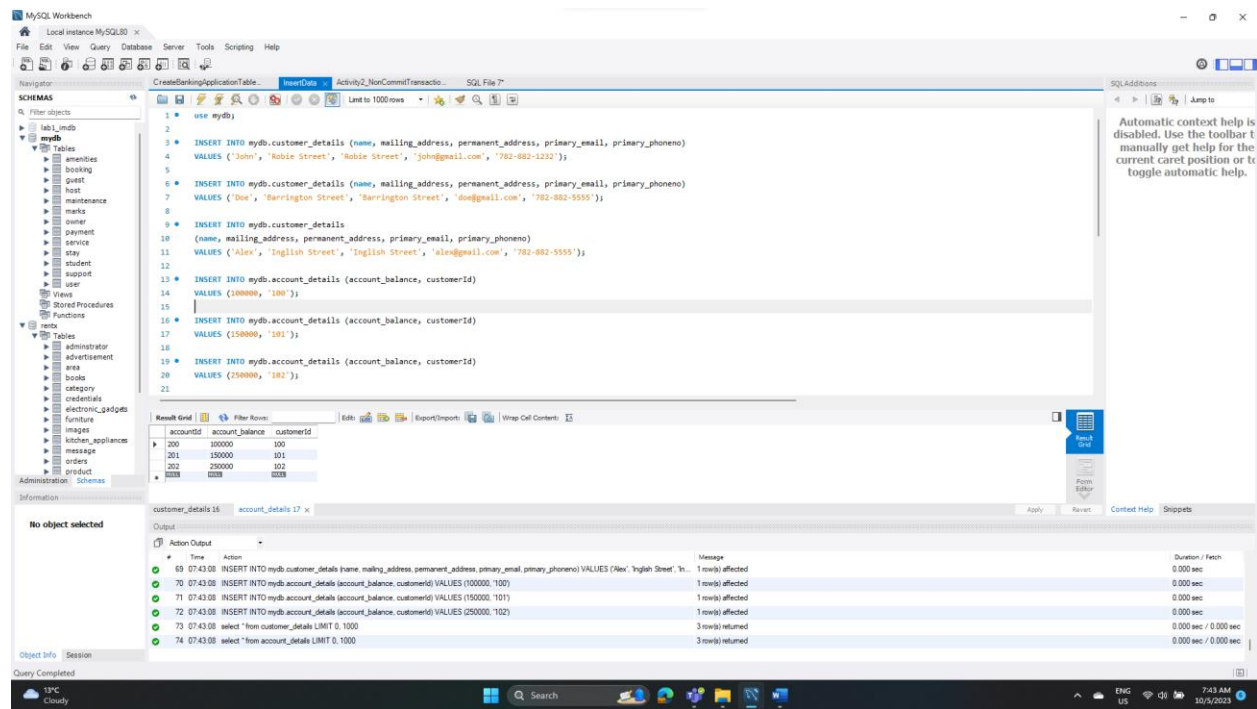 MySQL Workbench
Local instance MySQL80 ×
File Edit View Query Database Server Tools Scripting Help
Navigator
SCHEMAS
Filter objects
lab1_imdb
mydb
Tables
amenities
booking
guest
host
maintenance
marks
owner
payment
service
stay
student
support
user
Views
Stored Procedures
Functions
rentx
Tables
adminstrator
advertisement
area
books
category
credentials
electronic_gadgets
furniture
images
kitchen_appliances
message
orders
product
Administration Schemas
Information
No object selected
Object Info Session
CreateBankingApplicationTable... InsertData × Activity2_NonCommitTransactio... SQL File 7*
Limit to 1000 rows
1 use mydb;
2
3 INSERT INTO mydb.customer_details (name, mailing_address, permanent_address, primary_email, primary_phoneno)
4 VALUES ('John', 'Robie Street', 'Robie Street', 'john@gmail.com', '782-882-1232');
5
6 INSERT INTO mydb.customer_details (name, mailing_address, permanent_address, primary_email, primary_phoneno)
7 VALUES ('Doe', 'Barrington Street', 'Barrington Street', 'doe@gmail.com', '782-882-5555');
8
9 INSERT INTO mydb.customer_details
10 (name, mailing_address, permanent_address, primary_email, primary_phoneno)
11 VALUES ('Alex', 'Inglish Street', 'Inglish Street', 'alex@gmail.com', '782-882-5555');
12
13 INSERT INTO mydb.account_details (account_balance, customerId)
14 VALUES (100000, '100');
15
16 INSERT INTO mydb.account_details (account_balance, customerId)
17 VALUES (150000, '101');
18
19 INSERT INTO mydb.account_details (account_balance, customerId)
20 VALUES (250000, '102');
21
Result Grid Filter Rows: Edit: Export/Import: Wrap Cell Content:
accountId account_balance customerId
200 100000 100
201 150000 101
202 250000 102
NULL NULL NULL
Result Grid
Form Editor
customer_details 16 account_details 17 × Apply Revert
Output
Action Output
# Time Action Message Duration / Fetch
69 07:43:08 INSERT INTO mydb.customer_details (name, mailing_address, permanent_address, primary_email, primary_phoneno) VALUES ('Alex', 'Inglish Street', 'In... 1 row(s) affected 0.000 sec
70 07:43:08 INSERT INTO mydb.account_details (account_balance, customerId) VALUES (100000, '100') 1 row(s) affected 0.000 sec
71 07:43:08 INSERT INTO mydb.account_details (account_balance, customerId) VALUES (150000, '101') 1 row(s) affected 0.000 sec
72 07:43:08 INSERT INTO mydb.account_details (account_balance, customerId) VALUES (250000, '102') 1 row(s) affected 0.000 sec
73 07:43:08 select * from customer_details LIMIT 0, 1000 3 row(s) returned 0.000 sec / 0.000 sec
74 07:43:08 select * from account_details LIMIT 0, 1000 3 row(s) returned 0.000 sec / 0.000 sec
SQLAdditions
Jump to
Automatic context help is
disabled. Use the toolbar t
manually get help for the
current caret position or to
toggle automatic help.
Context Help Snippets
Query Completed
13°C
Cloudy
Search
ENG
US
7:43 AM
10/5/2023